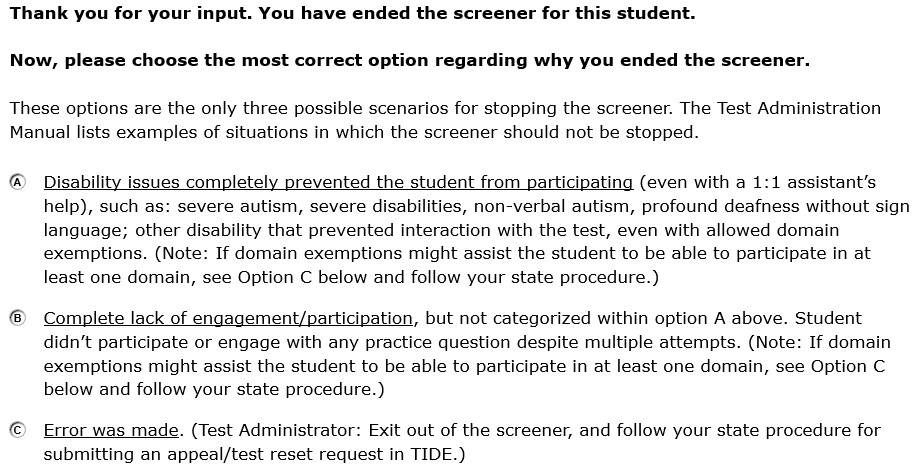 Thank you for your input. You have ended the screener for this student.
Now, please choose the most correct option regarding why you ended the screener.
These options are the only three possible scenarios for stopping the screener. The Test Administration
Manual lists examples of situations in which the screener should not be stopped.
A Disability issues completely prevented the student from participating (even with a 1:1 assistant's
help), such as: severe autism, severe disabilities, non-verbal autism, profound deafness without sign
language; other disability that prevented interaction with the test, even with allowed domain
exemptions. (Note: If domain exemptions might assist the student to be able to participate in at
least one domain, see Option C below and follow your state procedure.)
B Complete lack of engagement/participation, but not categorized within option A above. Student
didn't participate or engage with any practice question despite multiple attempts. (Note: If domain
exemptions might assist the student to be able to participate in at least one domain, see Option C
below and follow your state procedure.)
C Error was made. (Test Administrator: Exit out of the screener, and follow your state procedure for
submitting an appeal/test reset request in TIDE.)